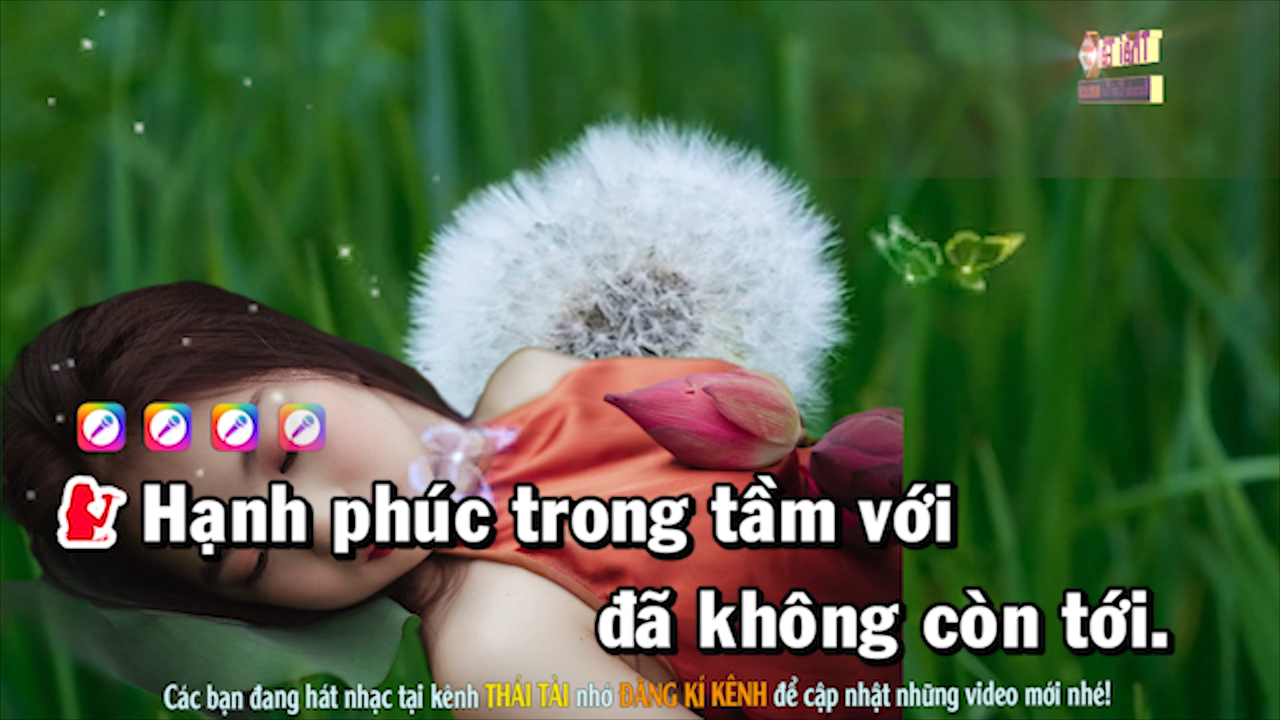 Hạnh phúc trong tầm với
đã không còn tới.
Các bạn đang hát nhạc tại kênh THÁI TÀI nhớ ĐĂNG KÍ KÊNH để cập nhật những video mới nhé!